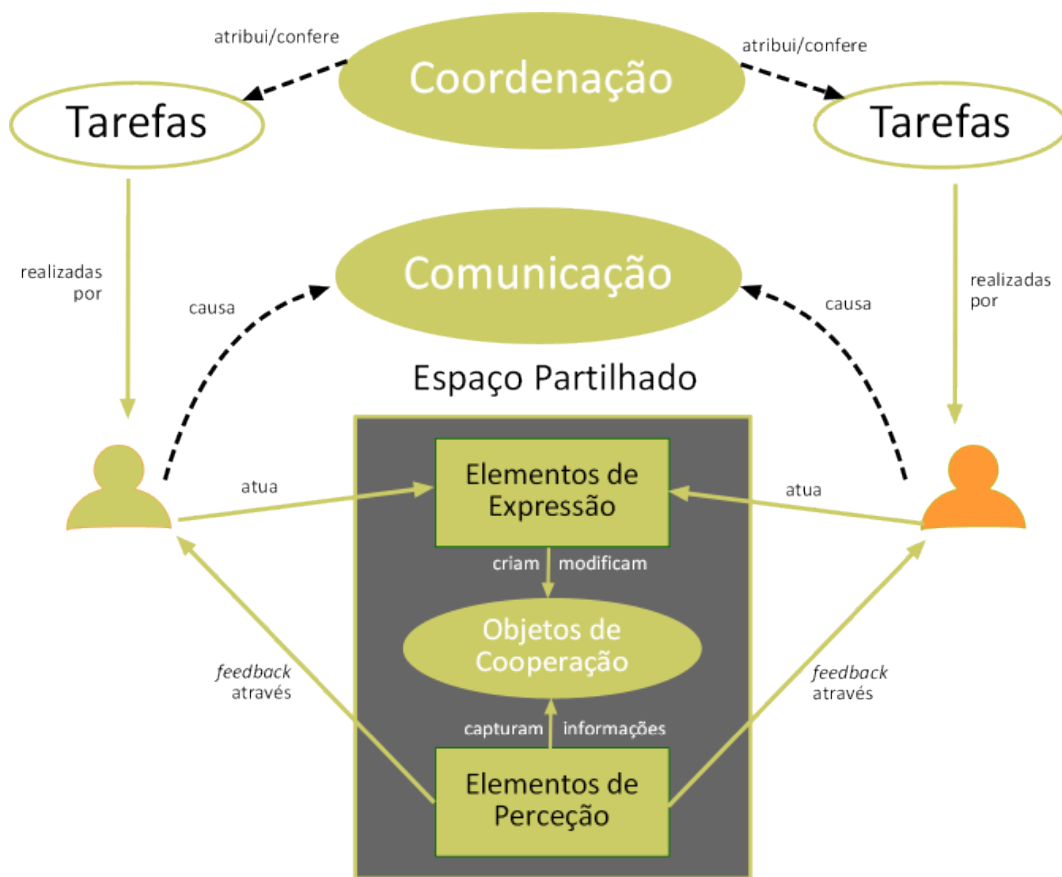 atribui/confere
Coordenação
atribui/confere
Tarefas
Tarefas
realizadas
por
Comunicação
realizadas
por
causa
causa
Espaço Partilhado
Elementos de
Expressão
atua
atua
criam modificam
Objetos de
Cooperação
feedback
através
feedback
através
capturam informações
Elementos de
Perceção